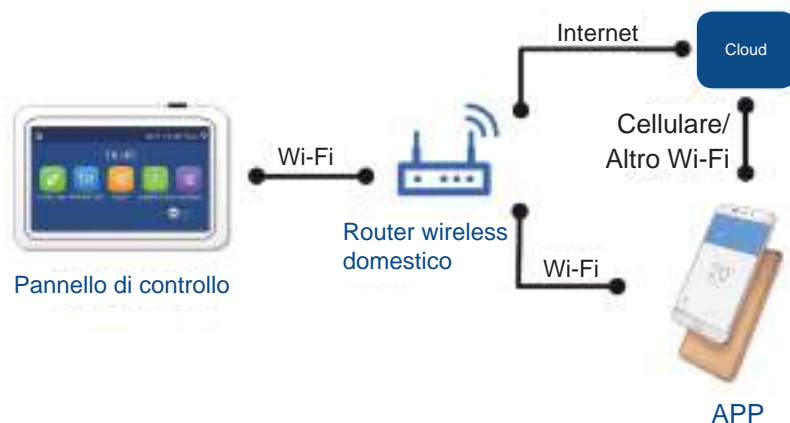 Internet
Cloud
Cellulare/
Altro Wi-Fi
Wi-Fi
Router wireless
domestico
Wi-Fi
Pannello di controllo
APP